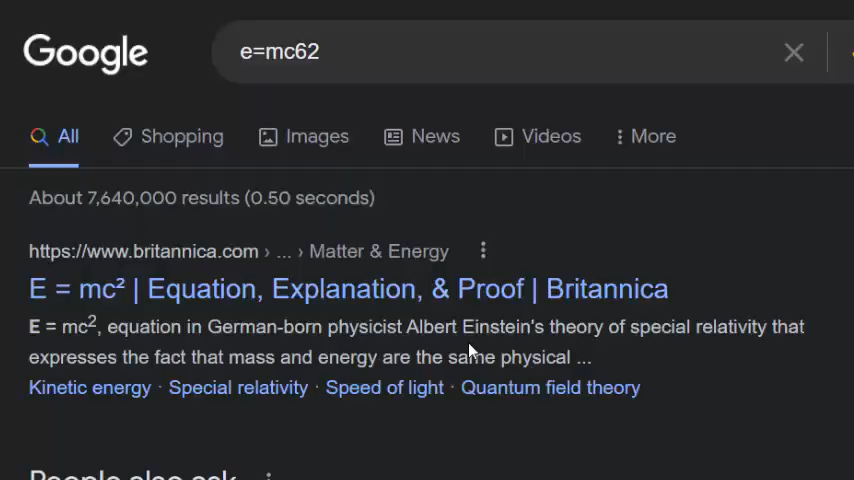 Google e=mc62
All Shopping Images News Videos More
About 7,640,000 results (0.50 seconds)
https://www.britannica.com › ... › Matter & Energy
E = mc² | Equation, Explanation, & Proof | Britannica
E = mc², equation in German-born physicist Albert Einstein's theory of special relativity that
expresses the fact that mass and energy are the same physical ...
Kinetic energy · Special relativity · Speed of light · Quantum field theory
People also ask